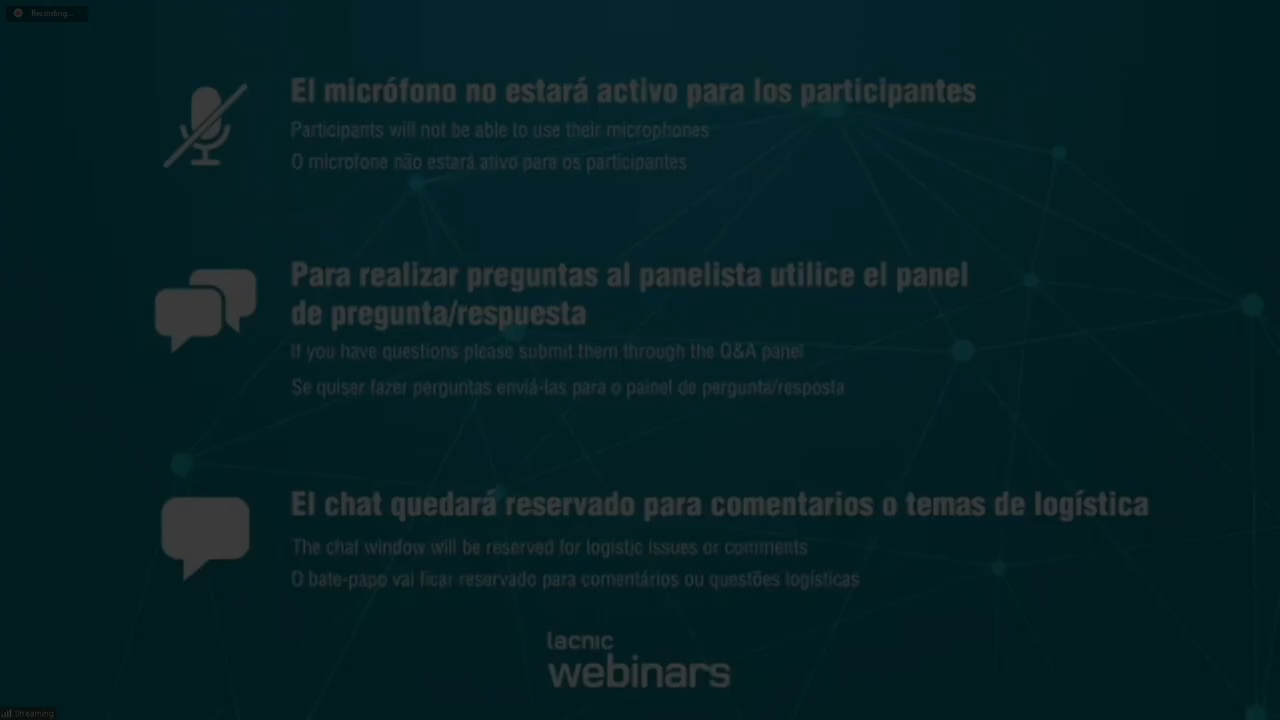 Recording...
El micrófono no estará activo para los participantes
Participants will not be able to use their microphones
O microfone não estará ativo para os participantes
Para realizar preguntas al panelista utilice el panel
de pregunta/respuesta
If you have questions please submit them through the Q&A panel
Se quiser fazer perguntas enviá-las para o painel de pergunta/resposta
El chat quedará reservado para comentarios o temas de logística
The chat window will be reserved for logistic issues or comments
O bate-papo vai ficar reservado para comentários ou questões logísticas
lacnic
webinars
Streaming